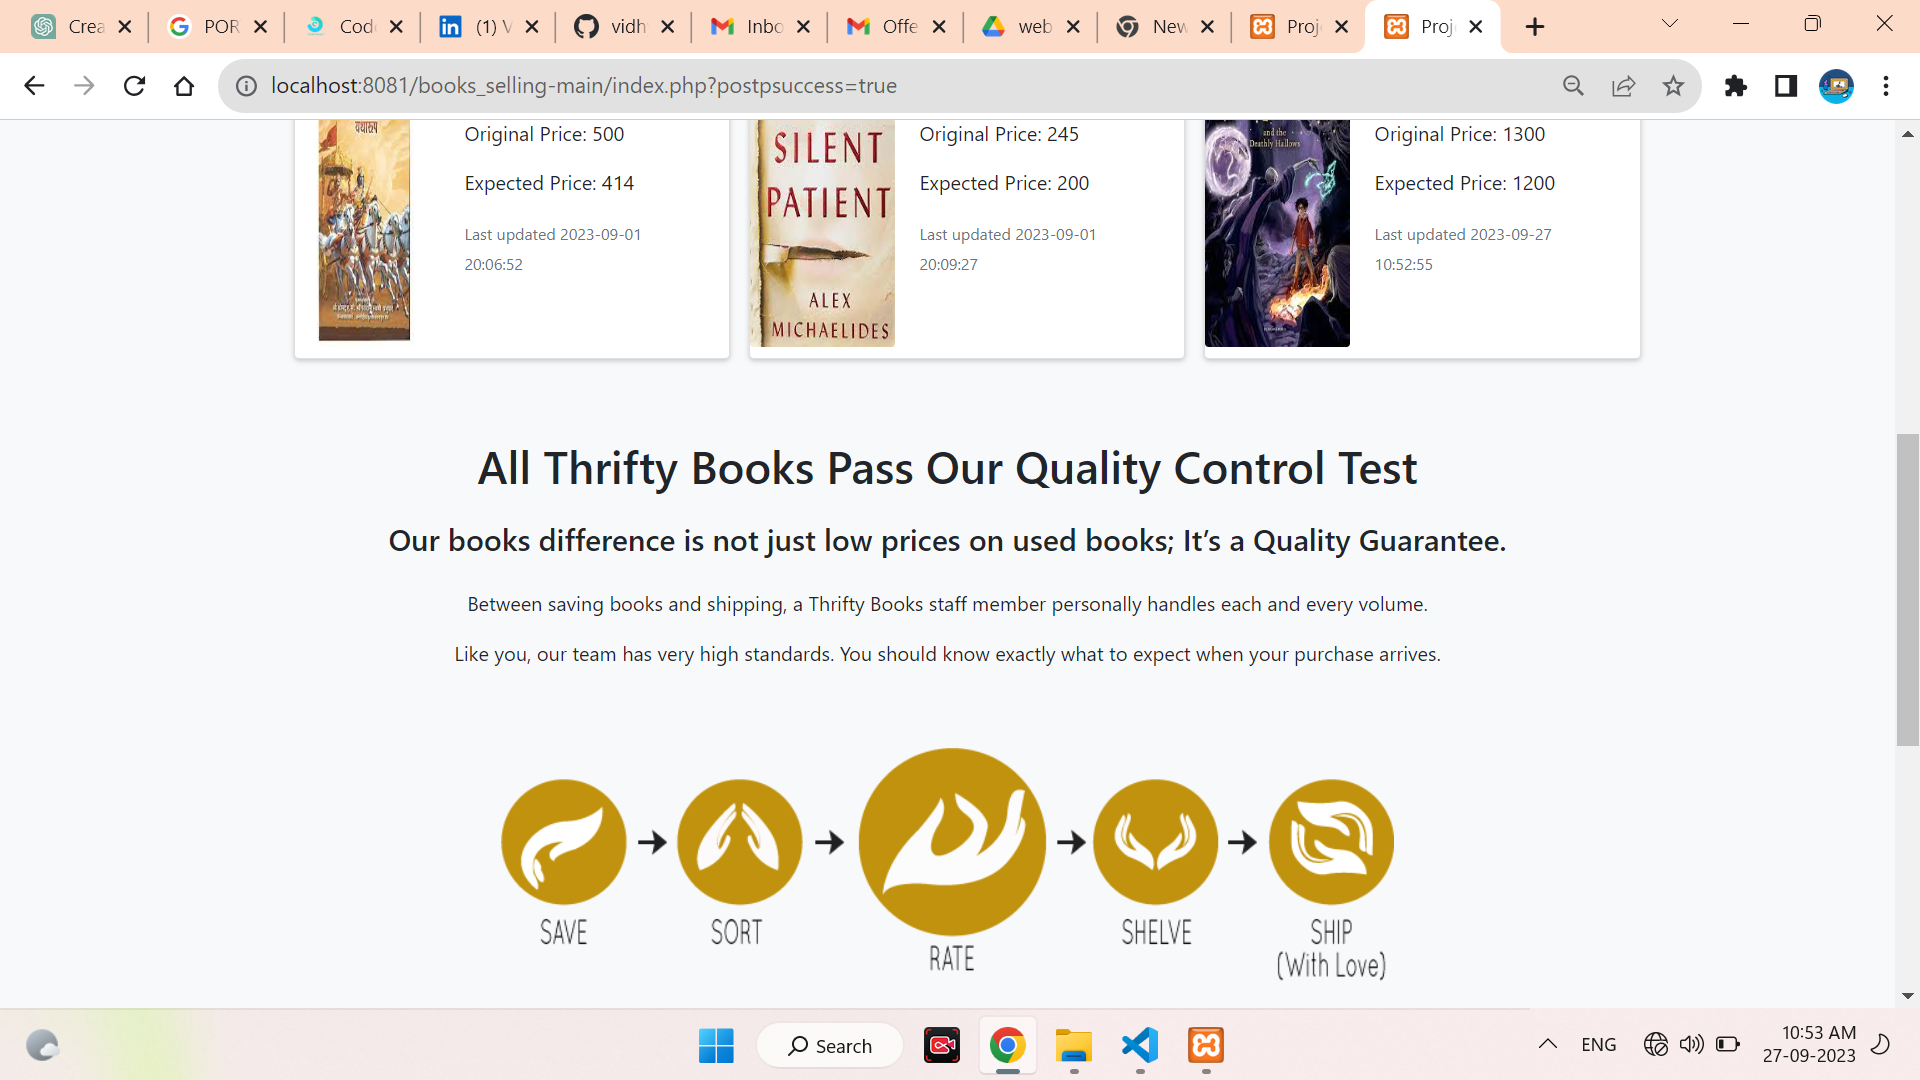 Crea
POR
Code
(1) V
vidh
Inbo
Offe
web
New
Proje
Proje
localhost:8081/books_selling-main/index.php?postpsuccess=true
यथारूप
Original Price: 500
Expected Price: 414
Last updated 2023-09-01
20:06:52
SILENT
PATIENT
ALEX
MICHAELIDES
Original Price: 245
Expected Price: 200
Last updated 2023-09-01
20:09:27
and the
Deathly Hallows
Original Price: 1300
Expected Price: 1200
Last updated 2023-09-27
10:52:55
All Thrifty Books Pass Our Quality Control Test
Our books difference is not just low prices on used books; It’s a Quality Guarantee.
Between saving books and shipping, a Thrifty Books staff member personally handles each and every volume.
Like you, our team has very high standards. You should know exactly what to expect when your purchase arrives.
SAVE
SORT
RATE
SHELVE
SHIP
(With Love)
Search
ENG
10:53 AM
27-09-2023